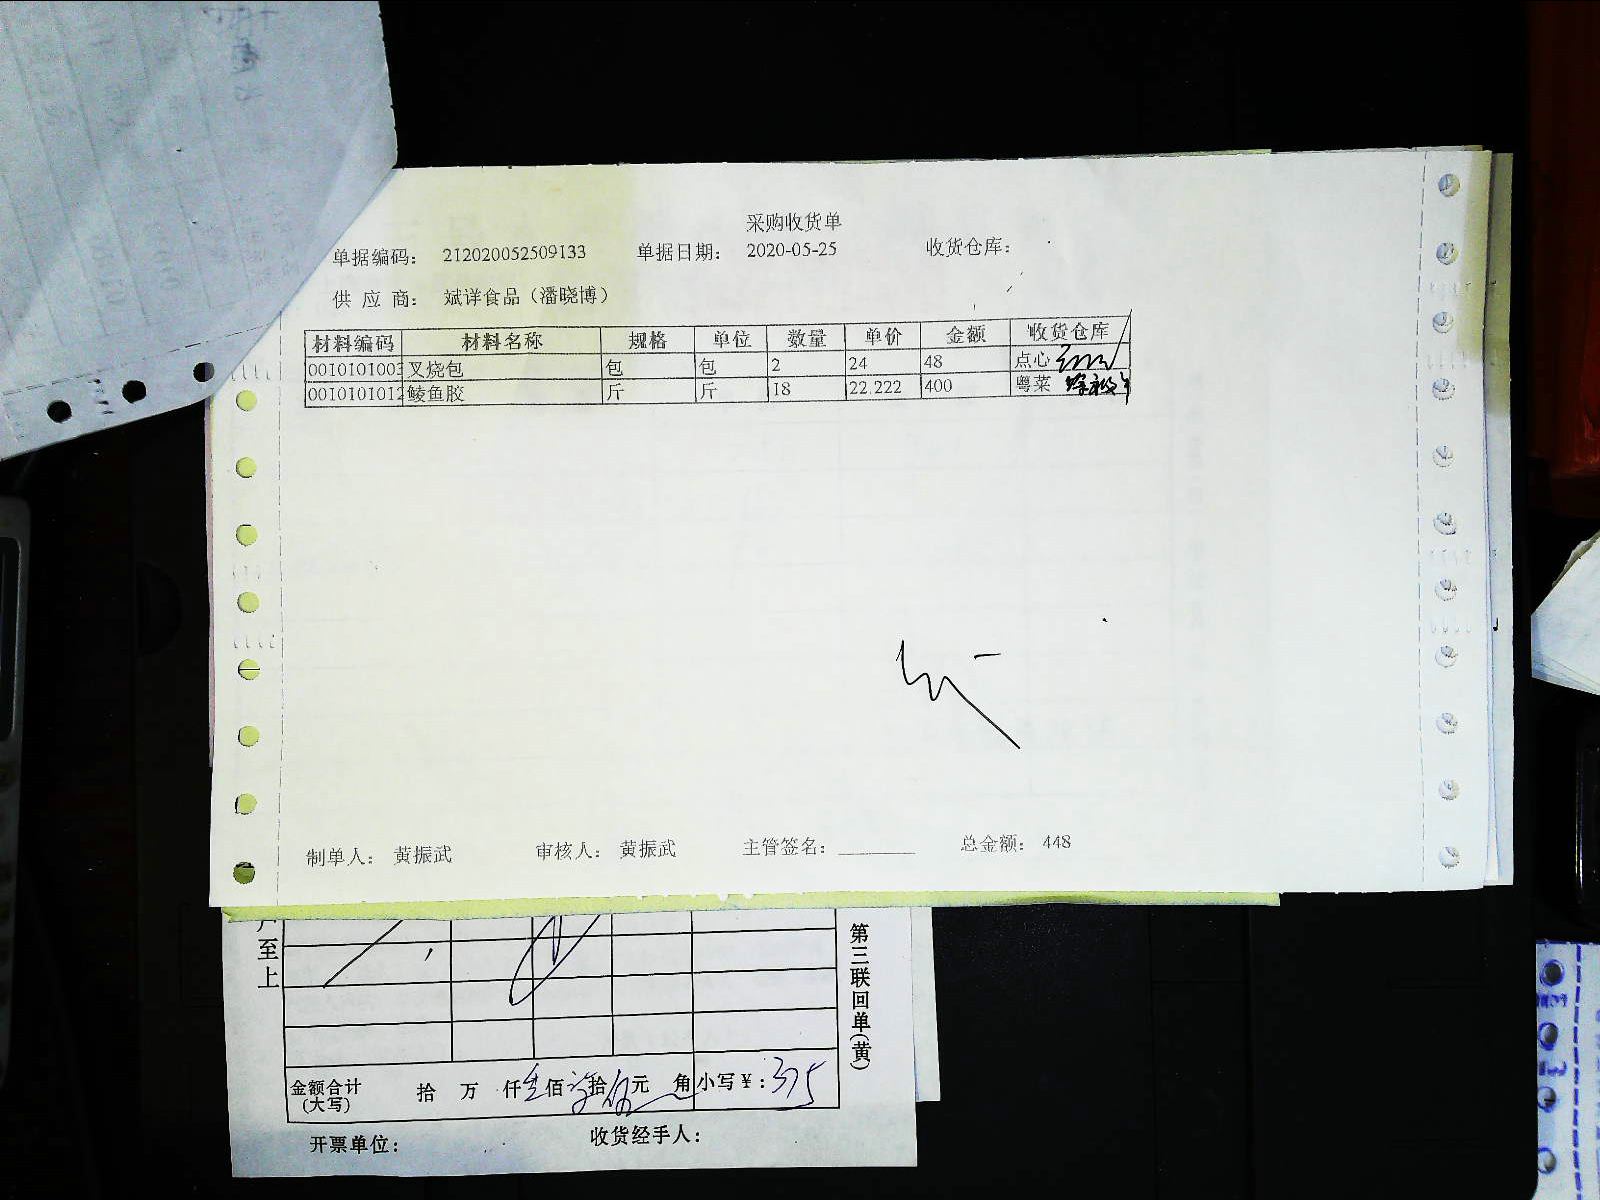 采购收货单
单据编码： 212020052509133 单据日期： 2020-05-25 收货仓库：
供 应 商： 斌详食品（潘晓博）
材料编码 材料名称 规格 单位 数量 单价 金额 收货仓库
0010101003 叉烧包 包 包 2 24 48 点心
0010101012 鲮鱼胶 斤 斤 18 22.222 400 粤菜
制单人： 黄振武 审核人： 黄振武 主管签名： 总金额： 448
至上
第三联回单(黄)
金额合计(大写) 拾 万 仟 佰 拾 元 角 小写￥: 375
开票单位： 收货经手人：